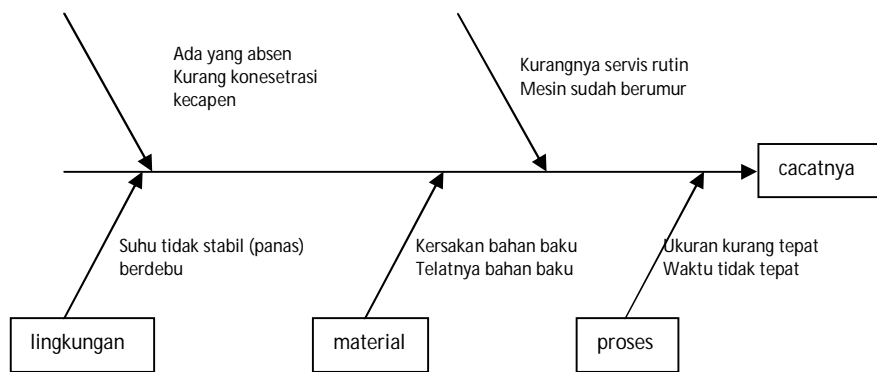 Ada yang absen
Kurang konesetrasi
kecapen
Kurangnya servis rutin
Mesin sudah berumur
cacatnya
Suhu tidak stabil (panas)
berdebu
Kersakan bahan baku
Telatnya bahan baku
Ukuran kurang tepat
Waktu tidak tepat
lingkungan
material
proses